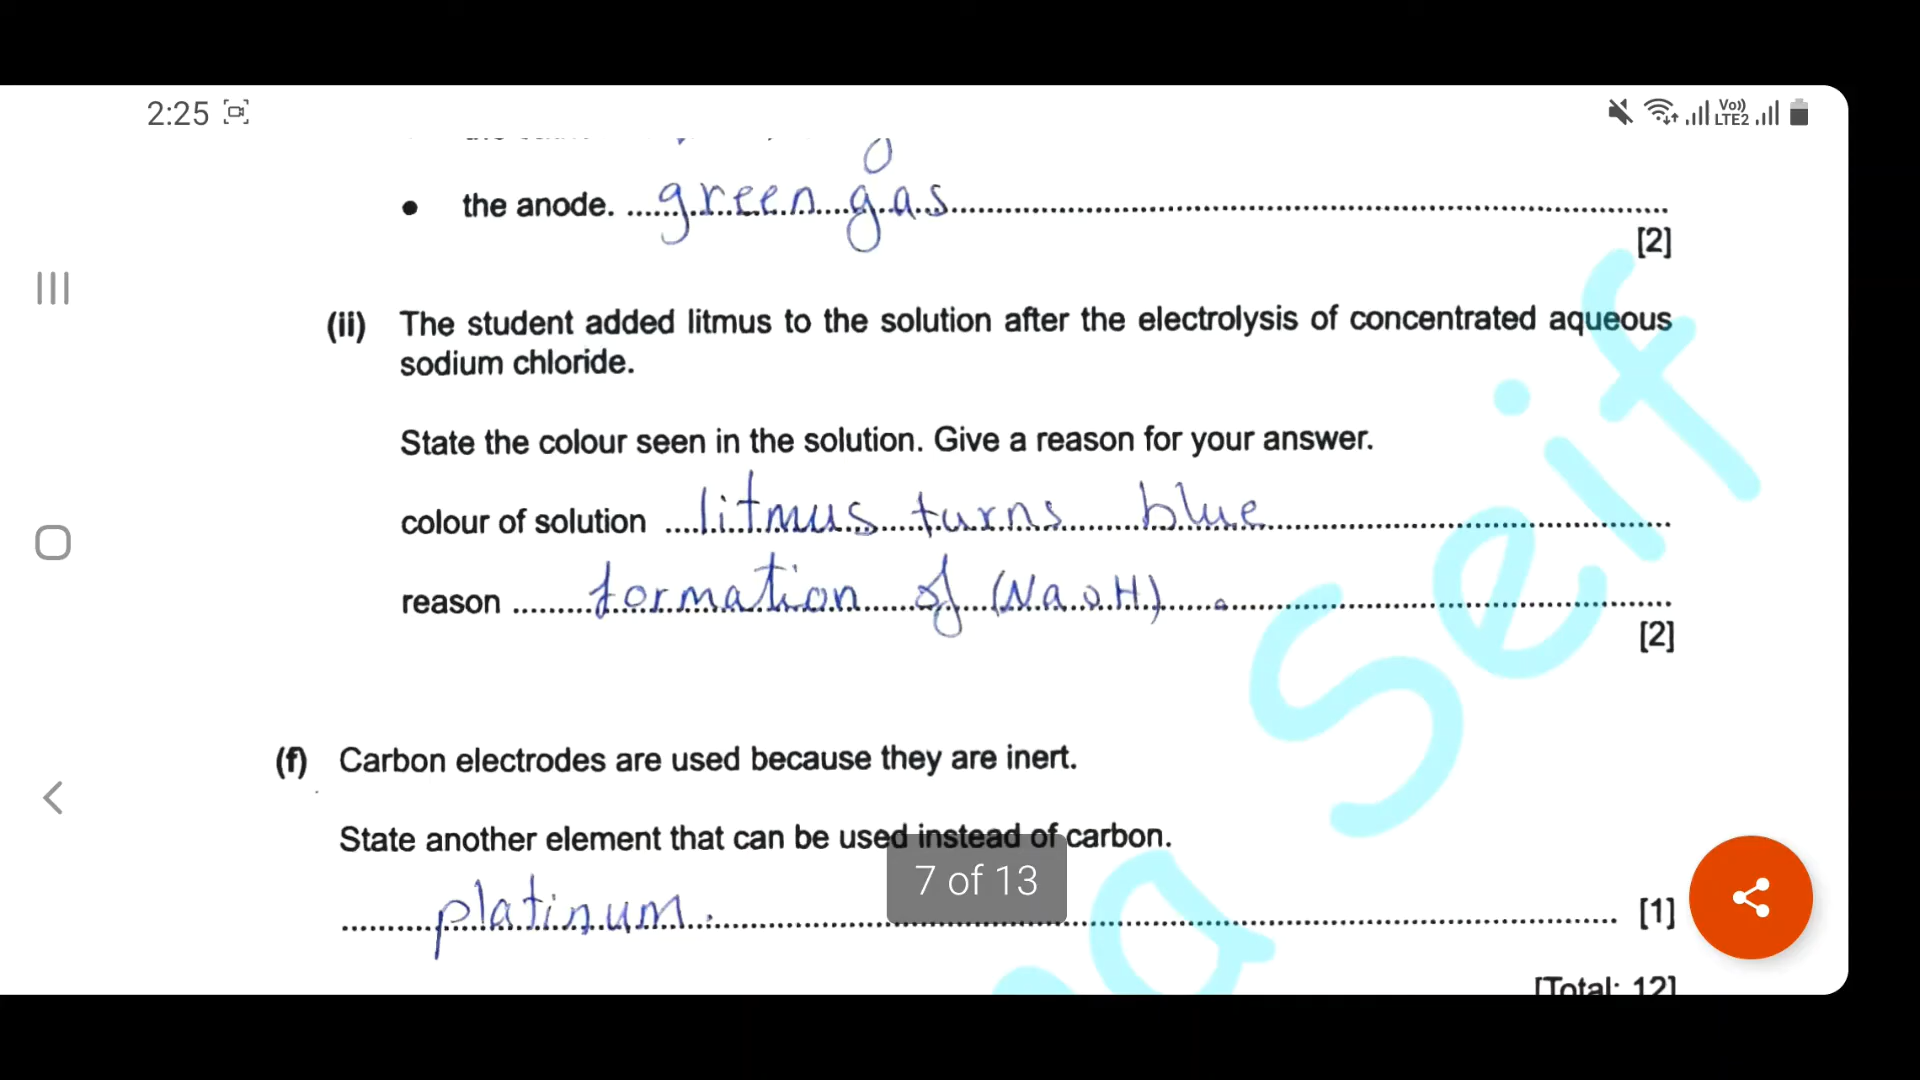 2:25
Vo)) LTE2
the anode. green gas
[2]
(ii) The student added litmus to the solution after the electrolysis of concentrated aqueous
sodium chloride.
State the colour seen in the solution. Give a reason for your answer.
colour of solution litmus turns blue
reason formation of (NaOH).
[2]
(f) Carbon electrodes are used because they are inert.
State another element that can be used instead of carbon.
7 of 13
platinum. [1]
[Total: 12]
a Seif